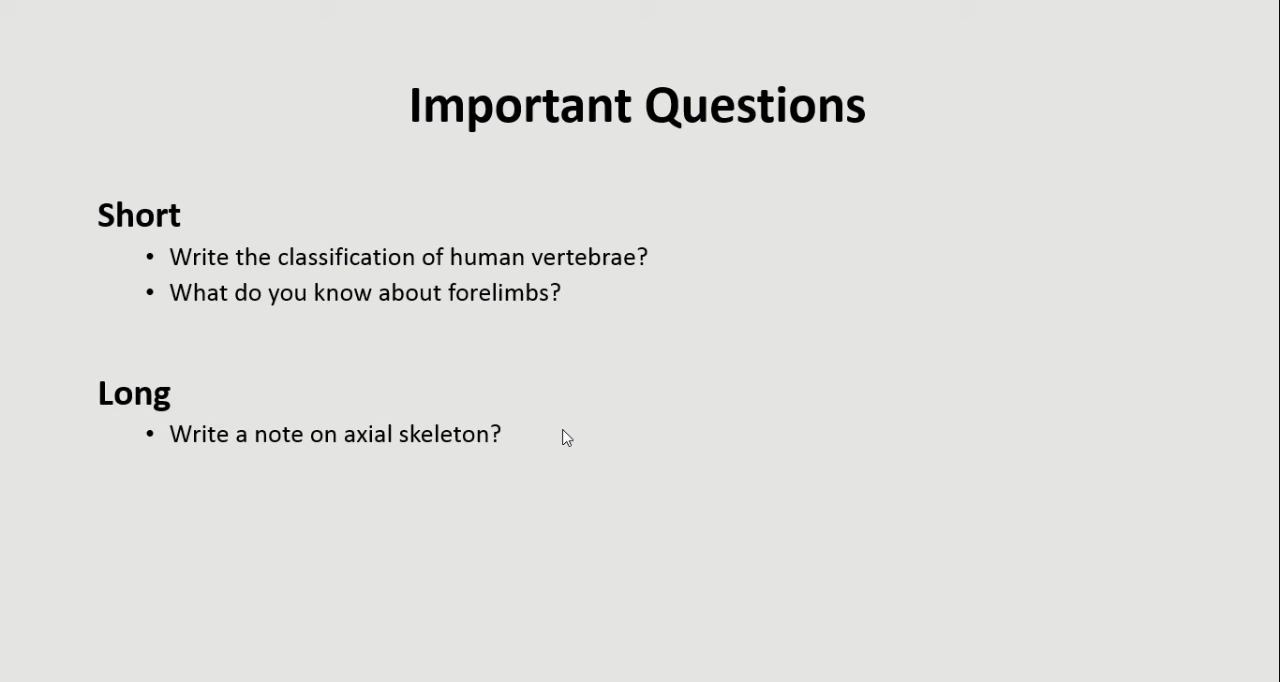 Important Questions
Short
• Write the classification of human vertebrae?
• What do you know about forelimbs?
Long
• Write a note on axial skeleton?